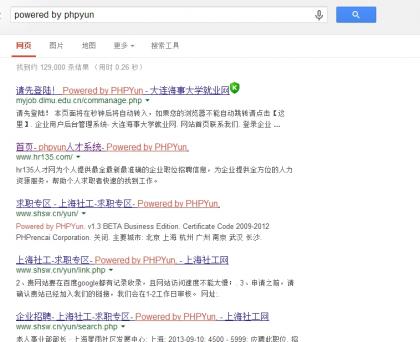 powered by phpyun
网页 图片 地图 更多 搜索工具
找到约 129,000 条结果 （用时 0.26 秒）
请先登陆！ Powered by PHPYun - 大连海事大学就业网
myjob.dlmu.edu.cn/commanage.php
请先登陆！ 本页面将在秒钟后将自动转入，如果您的浏览器不能自动跳转请点击【这
里】. 企业用户后台管理系统- 大连海事大学就业网. 网站首页联系我们. 登录企业 ...
首页- phpyun人才系统- Powered by PHPYun.
www.hr135.com/
hr135人才网为个人提供最全最新最准确的企业职位招聘信息，为企业提供全方位的人力
资源服务，帮助个人求职者快速的找到工作。
求职专区 - 上海社工-求职专区- Powered by PHPYun.
www.shsw.cn/yun/
Powered by PHPYun. v1.3 BETA Business Edition. Certificate Code 2009-2012
PHPrencai Corporation. 关闭. 主要城市: 北京 上海 杭州 广州 南京 武汉 长沙.
上海社工-求职专区- Powered by PHPYun. - 上海社工网
www.shsw.cn/yun/link.php
2、贵网站要在百度google都有记录收录，且网站访问速度不能太慢； . 3、申请之前，请
确认贵站已经加入我们的链接，我们会在1-2工作日审核。 网址:
企业招聘- 上海社工-求职专区- Powered by PHPYun. - 上海社工网
www.shsw.cn/yun/search.php